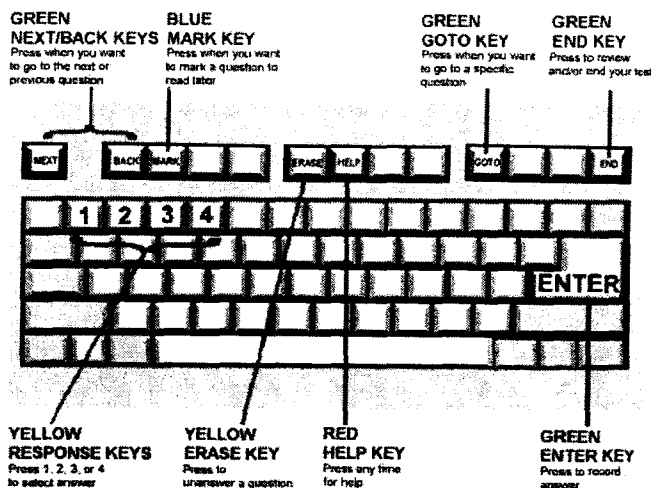 GREEN
NEXT/BACK KEYS
Press when you want
to go to the next or
previous question
BLUE
MARK KEY
Press when you want
to mark a question to
read later
GREEN
GOTO KEY
Press when you want
to go to a specific
question
GREEN
END KEY
Press to review
and/or end your test
NEXT BACK MARK ERASE HELP GOTO END
1 2 3 4
ENTER
YELLOW
RESPONSE KEYS
Press 1, 2, 3, or 4
to select answer
YELLOW
ERASE KEY
Press to
unanswer a question
RED
HELP KEY
Press any time
for help
GREEN
ENTER KEY
Press to record
answer